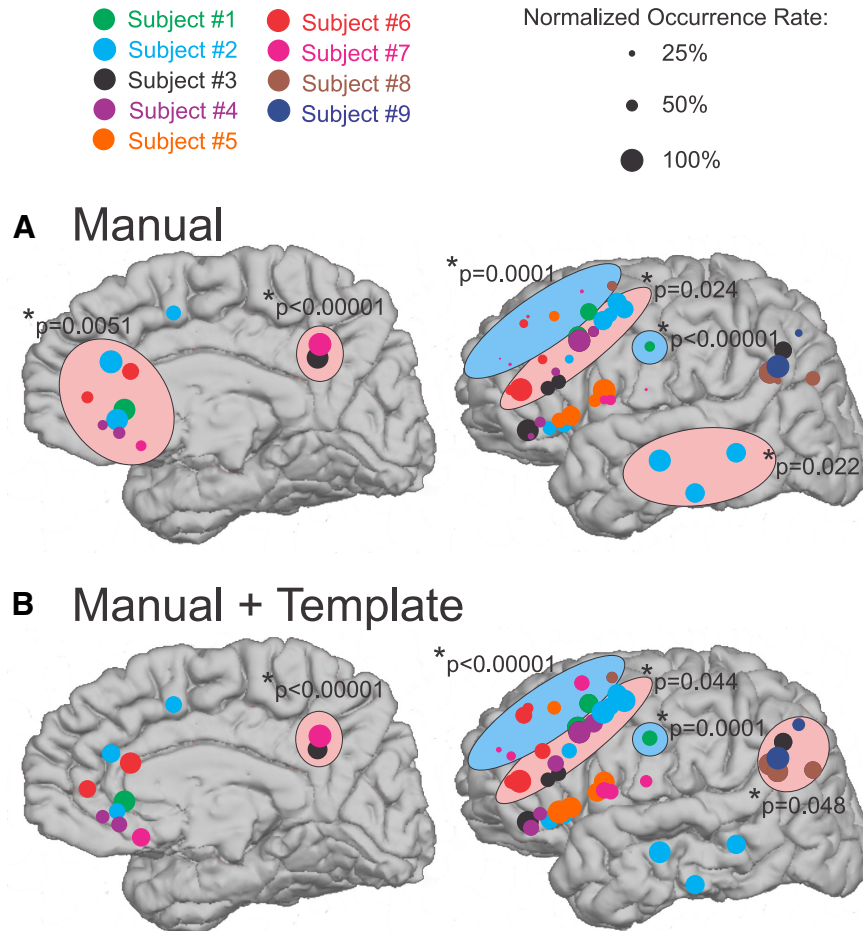 Subject #1
Subject #2
Subject #3
Subject #4
Subject #5
Subject #6
Subject #7
Subject #8
Subject #9
Normalized Occurrence Rate:
25%
50%
100%
A Manual
*p=0.0051
*p<0.00001
*p=0.0001
*p=0.024
*p<0.00001
*p=0.022
B Manual + Template
*p<0.00001
*p<0.00001
*p=0.044
*p=0.0001
*p=0.048